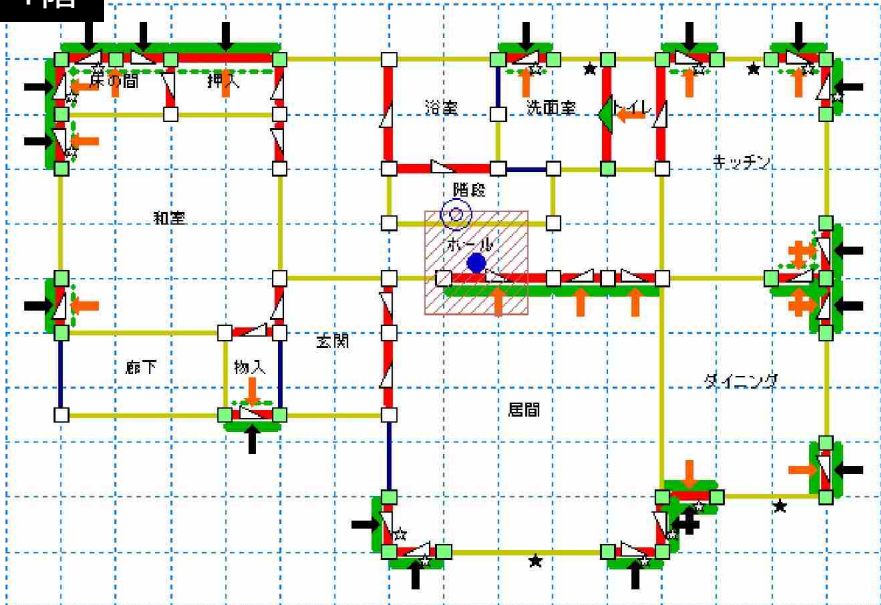 1階
床の間
押入
浴室
洗面室
トイレ
キッチン
階段
和室
ホール
玄関
廊下
物入
ダイニング
居間